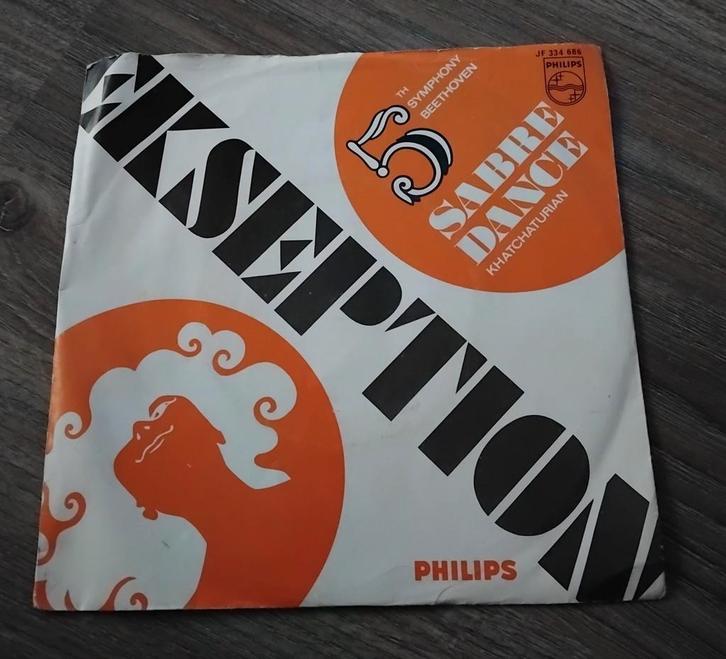 JF 334 686
PHILIPS
5TH SYMPHONY
BEETHOVEN
SABRE
DANCE
KHATCHATURIAN
EKSEPTION
PHILIPS